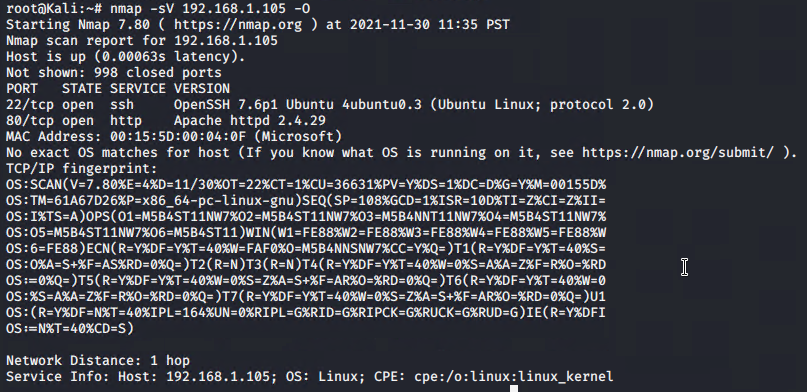 root@Kali:~# nmap -sV 192.168.1.105 -O
Starting Nmap 7.80 ( https://nmap.org ) at 2021-11-30 11:35 PST
Nmap scan report for 192.168.1.105
Host is up (0.00063s latency).
Not shown: 998 closed ports
PORT   STATE SERVICE VERSION
22/tcp open  ssh     OpenSSH 7.6p1 Ubuntu 4ubuntu0.3 (Ubuntu Linux; protocol 2.0)
80/tcp open  http    Apache httpd 2.4.29
MAC Address: 00:15:5D:00:04:0F (Microsoft)
No exact OS matches for host (If you know what OS is running on it, see https://nmap.org/submit/ ).
TCP/IP fingerprint:
OS:SCAN(V=7.80%E=4%D=11/30%OT=22%CT=1%CU=36631%PV=Y%DS=1%DC=D%G=Y%M=00155D%
OS:TM=61A67D26%P=x86_64-pc-linux-gnu)SEQ(SP=108%GCD=1%ISR=10D%TI=Z%CI=Z%II=
OS:I%TS=A)OPS(O1=M5B4ST11NW7%O2=M5B4ST11NW7%O3=M5B4NNT11NW7%O4=M5B4ST11NW7%
OS:O5=M5B4ST11NW7%O6=M5B4ST11)WIN(W1=FE88%W2=FE88%W3=FE88%W4=FE88%W5=FE88%W
OS:6=FE88)ECN(R=Y%DF=Y%T=40%W=FAF0%O=M5B4NNSNW7%CC=Y%Q=)T1(R=Y%DF=Y%T=40%S=
OS:O%A=S+%F=AS%RD=0%Q=)T2(R=N)T3(R=N)T4(R=Y%DF=Y%T=40%W=0%S=A%A=Z%F=R%O=%RD
OS:=0%Q=)T5(R=Y%DF=Y%T=40%W=0%S=Z%A=S+%F=AR%O=%RD=0%Q=)T6(R=Y%DF=Y%T=40%W=0
OS:%S=A%A=Z%F=R%O=%RD=0%Q=)T7(R=Y%DF=Y%T=40%W=0%S=Z%A=S+%F=AR%O=%RD=0%Q=)U1
OS:(R=Y%DF=N%T=40%IPL=164%UN=0%RIPL=G%RID=G%RIPCK=G%RUCK=G%RUD=G)IE(R=Y%DFI
OS:=N%T=40%CD=S)
Network Distance: 1 hop
Service Info: Host: 192.168.1.105; OS: Linux; CPE: cpe:/o:linux:linux_kernel